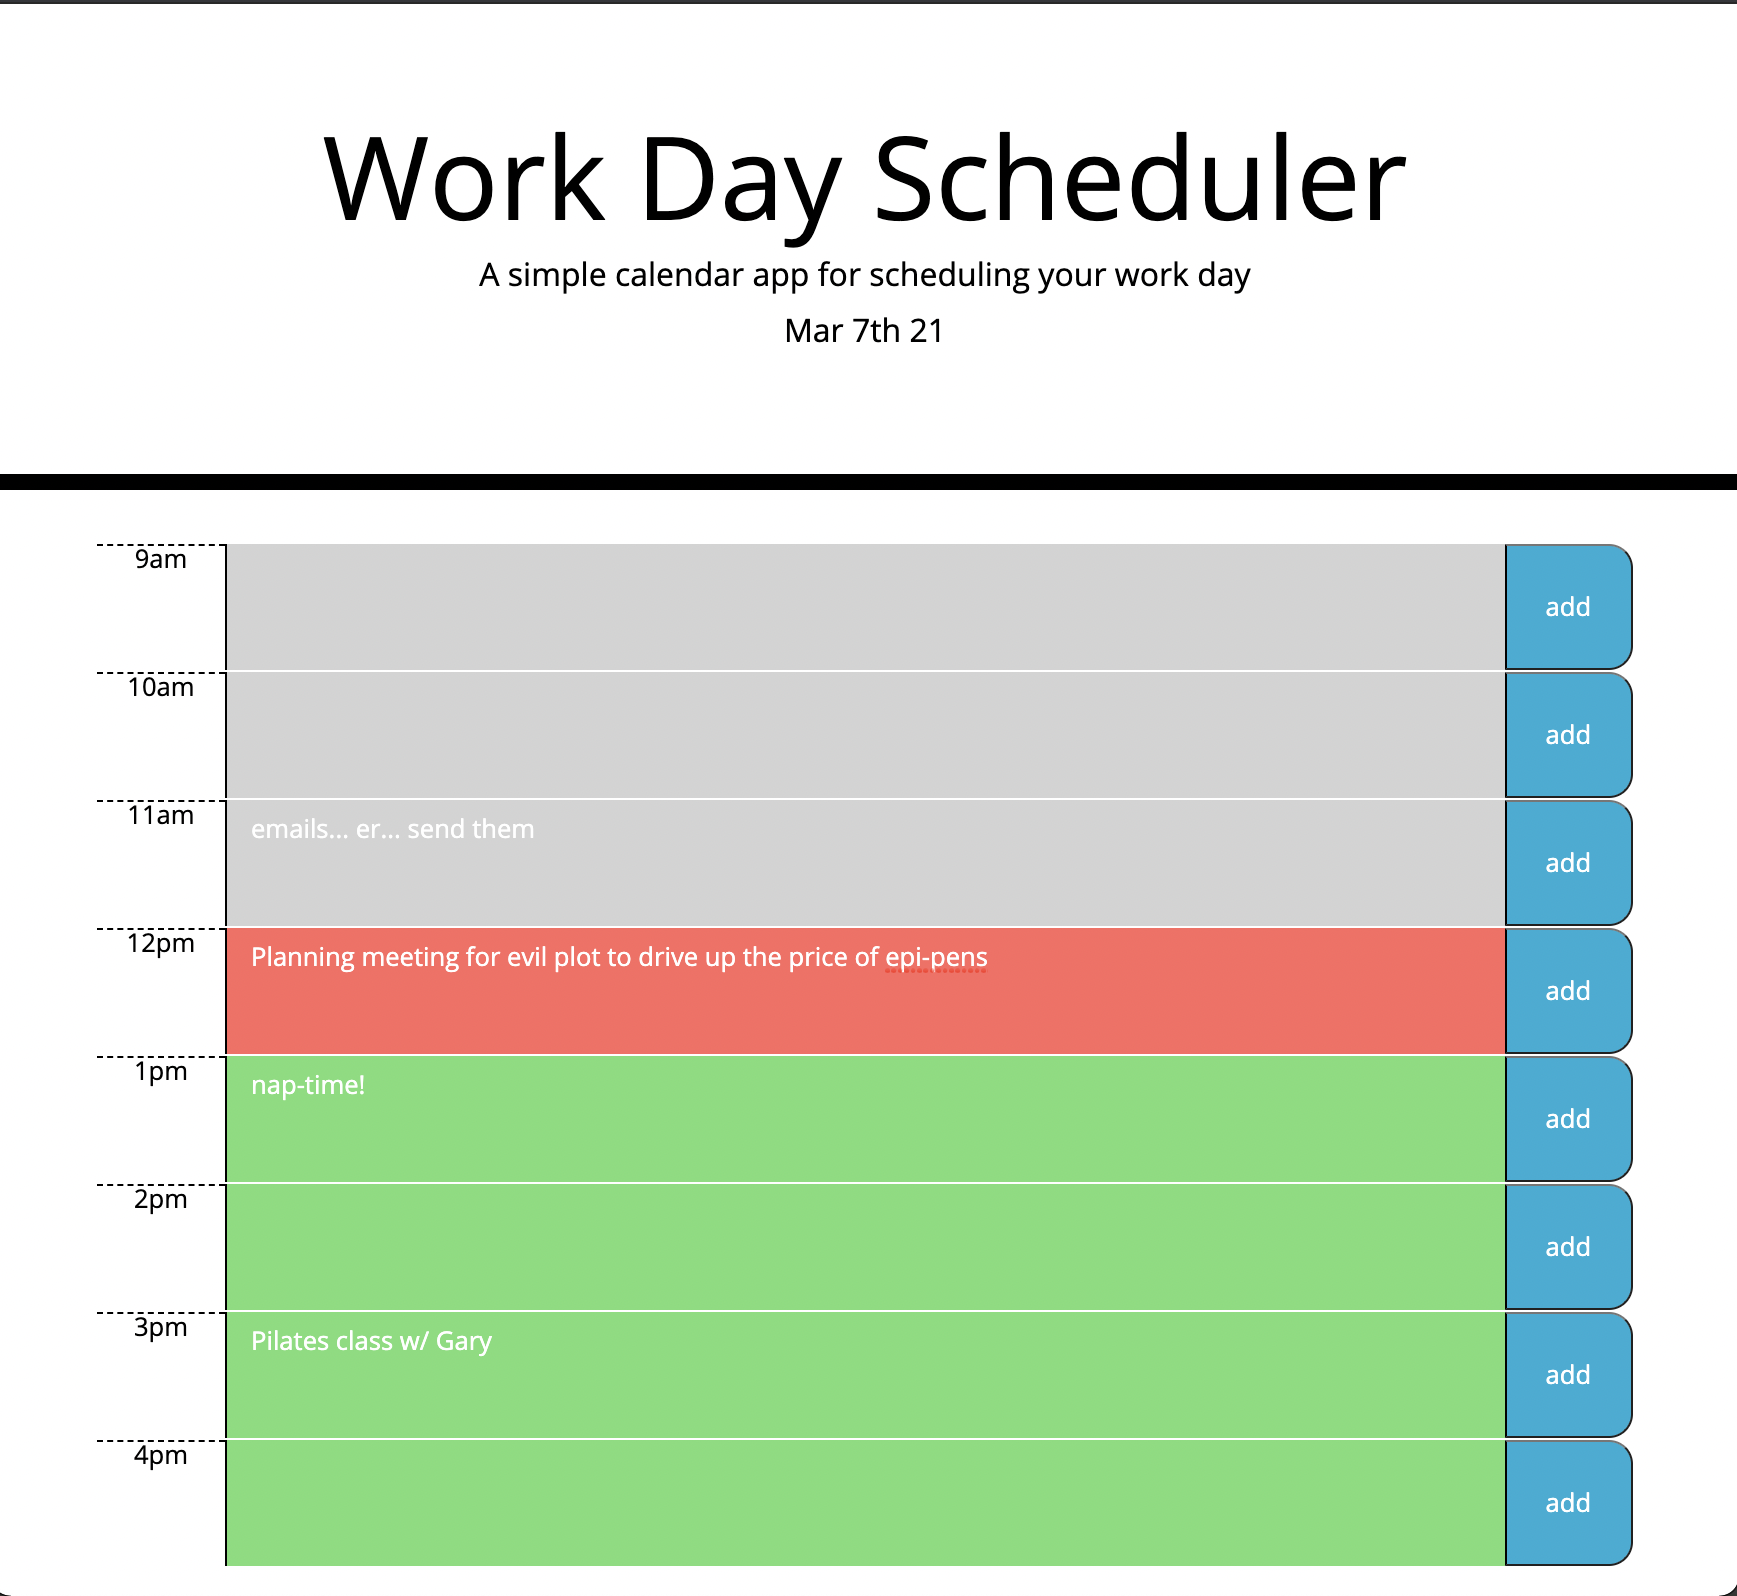 Work Day Scheduler
A simple calendar app for scheduling your work day
Mar 7th 21
9am
add
10am
add
11am
emails... er... send them
add
12pm
Planning meeting for evil plot to drive up the price of epi-pens
add
1pm
nap-time!
add
2pm
add
3pm
Pilates class w/ Gary
add
4pm
add